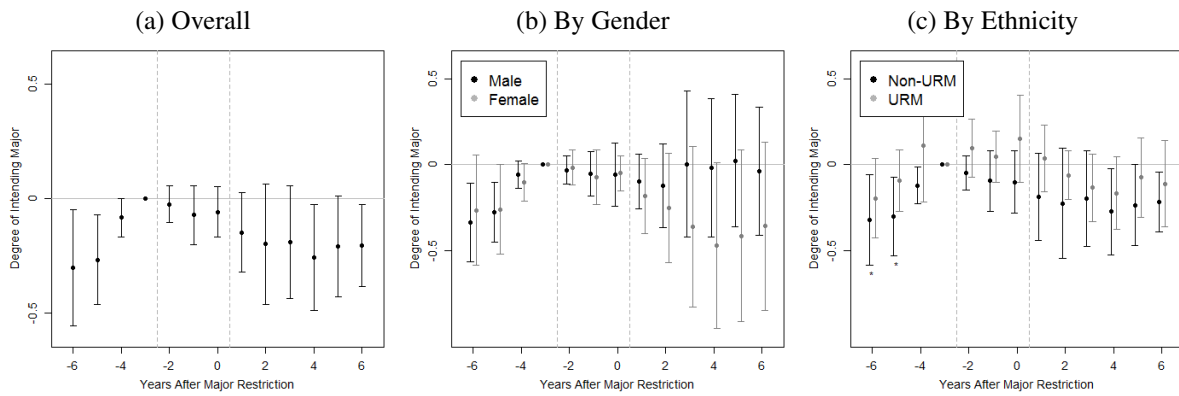 (a) Overall
Degree of Intending Major
0.5
0
-0.5
-6 -4 -2 0 2 4 6
Years After Major Restriction
(b) By Gender
Male
Female
Degree of Intending Major
0.5
0
-0.5
-6 -4 -2 0 2 4 6
Years After Major Restriction
(c) By Ethnicity
Non-URM
URM
Degree of Intending Major
0.5
0
-0.5
* *
-6 -4 -2 0 2 4 6
Years After Major Restriction